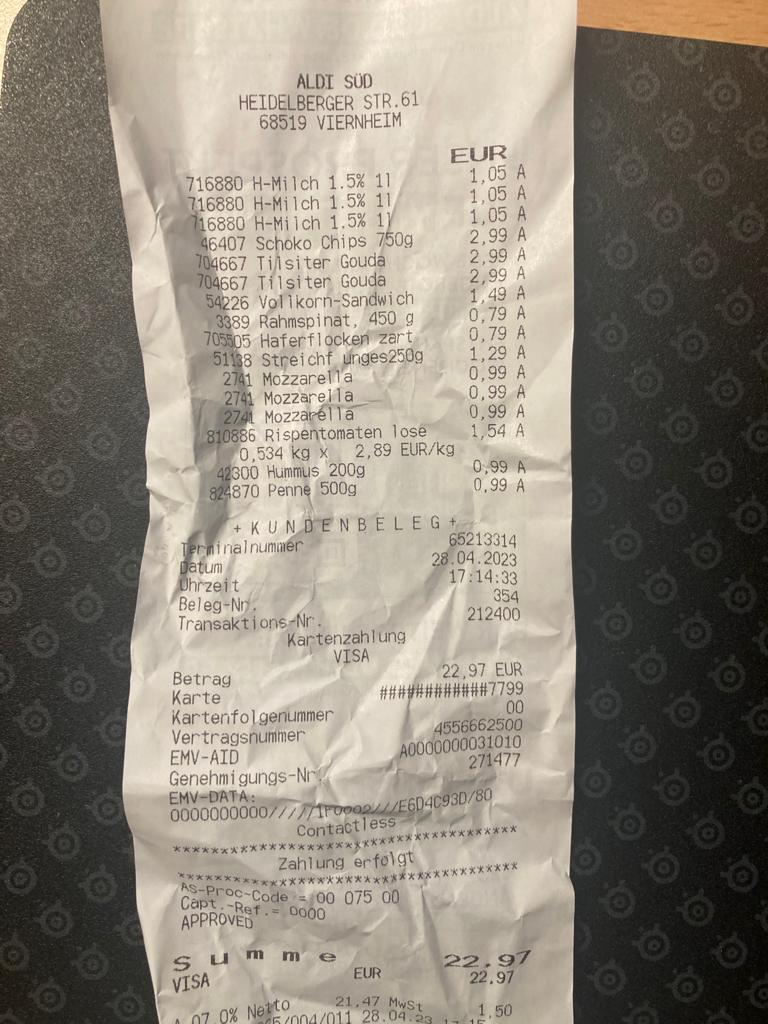 ALDI SÜD
HEIDELBERGER STR.61
68519 VIERNHEIM
EUR
716880 H-Milch 1.5% 1l 1,05 A
716880 H-Milch 1.5% 1l 1,05 A
716880 H-Milch 1.5% 1l 1,05 A
46407 Schoko Chips 750g 2,99 A
704667 Tilsiter Gouda 2,99 A
704667 Tilsiter Gouda 2,99 A
54226 Vollkorn-Sandwich 1,49 A
3389 Rahmspinat, 450 g 0,79 A
705505 Haferflocken zart 0,79 A
51138 Streichf unges250g 1,29 A
2741 Mozzarella 0,99 A
2741 Mozzarella 0,99 A
2741 Mozzarella 0,99 A
810886 Rispentomaten lose 1,54 A
0,534 kg x 2,89 EUR/kg
42300 Hummus 200g 0,99 A
824870 Penne 500g 0,99 A
+ K U N D E N B E L E G +
Terminalnummer 65213314
Datum 28.04.2023
Uhrzeit 17:14:33
Beleg-Nr. 354
Transaktions-Nr. 212400
Kartenzahlung
VISA
Betrag 22,97 EUR
Karte ############7799
Kartenfolgenummer 00
Vertragsnummer 4556662500
EMV-AID A0000000031010
Genehmigungs-Nr. 271477
EMV-DATA:
0000000000/////1F0002///E6D4C93D/80
Contactless
*************************************
Zahlung erfolgt
*************************************
AS-Proc-Code = 00 075 00
Capt.-Ref.= 0000
APPROVED
S u m m e 22,97
VISA EUR 22,97
A 07,0% Netto 21,47 MwSt 1,50
/004/011 28.04.23